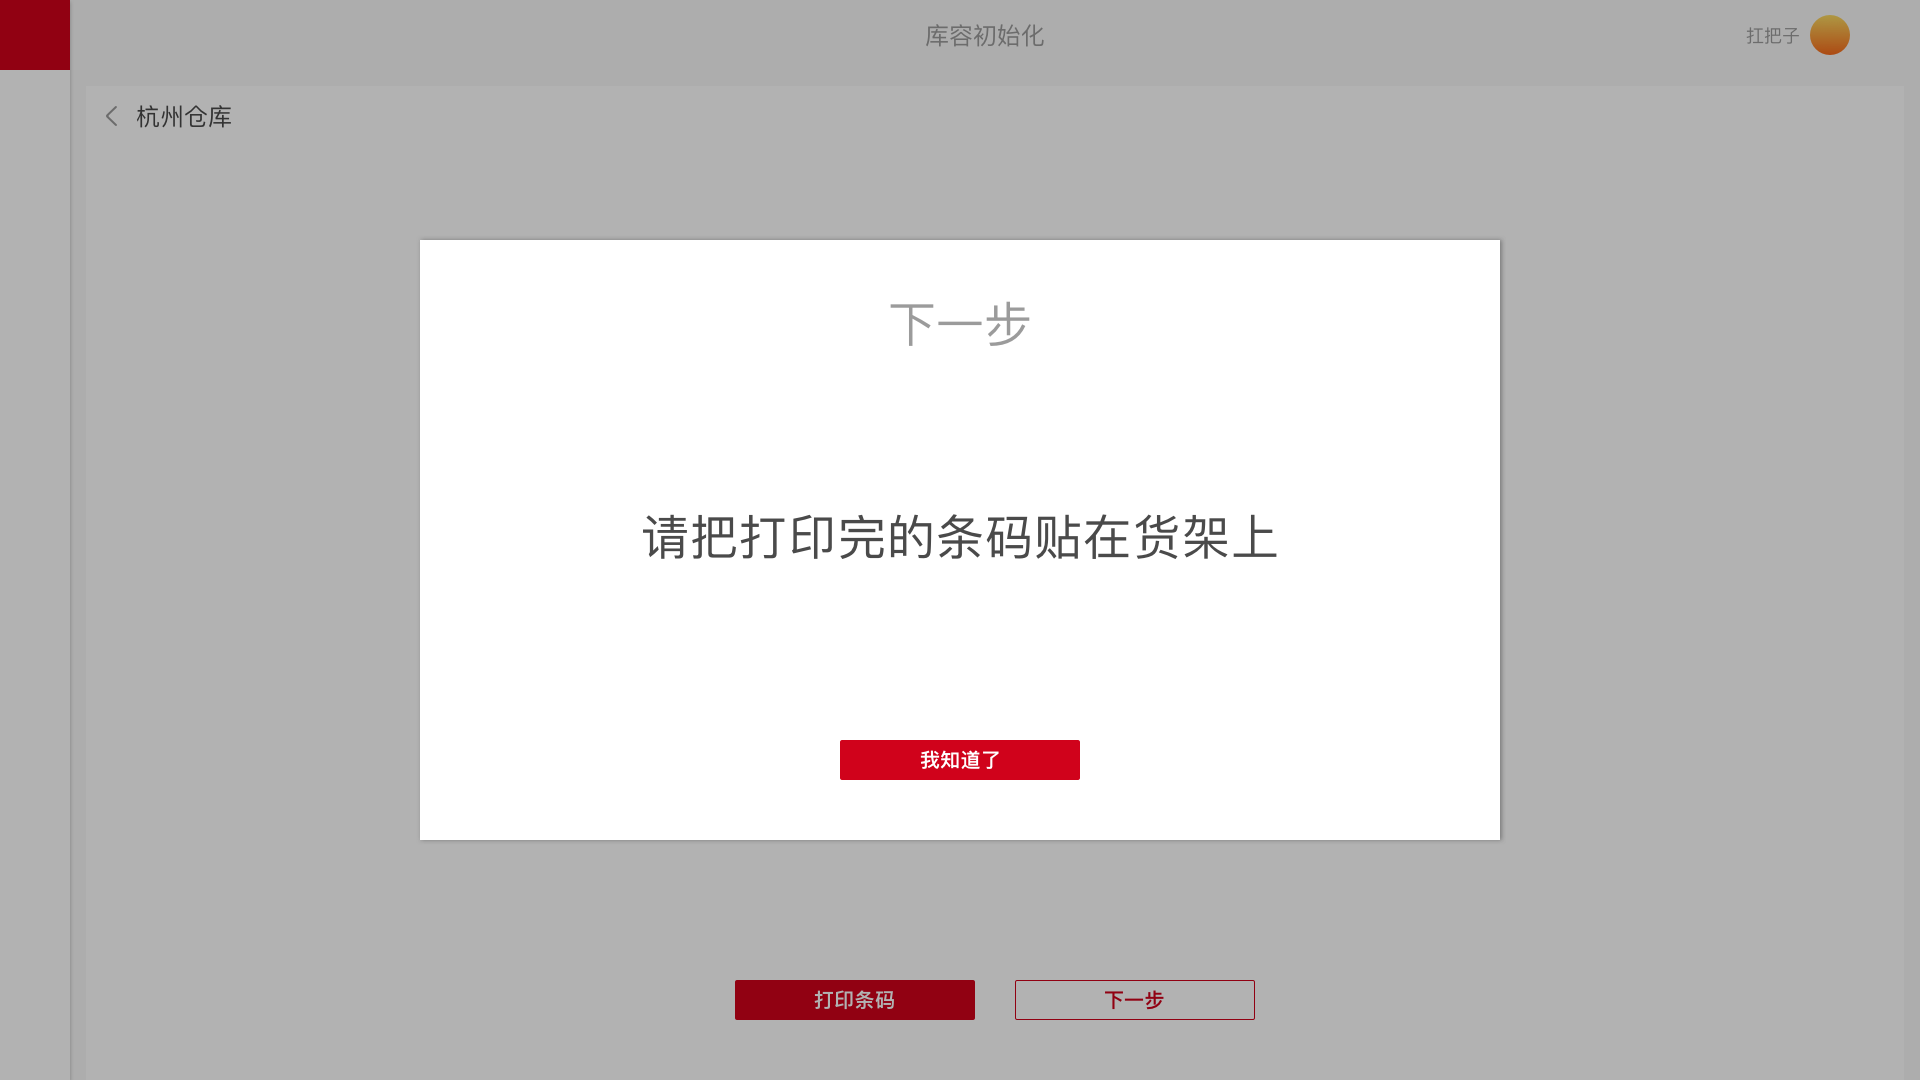 库容初始化
扛把子
杭州仓库
下一步
请把打印完的条码贴在货架上
我知道了
打印条码
下一步